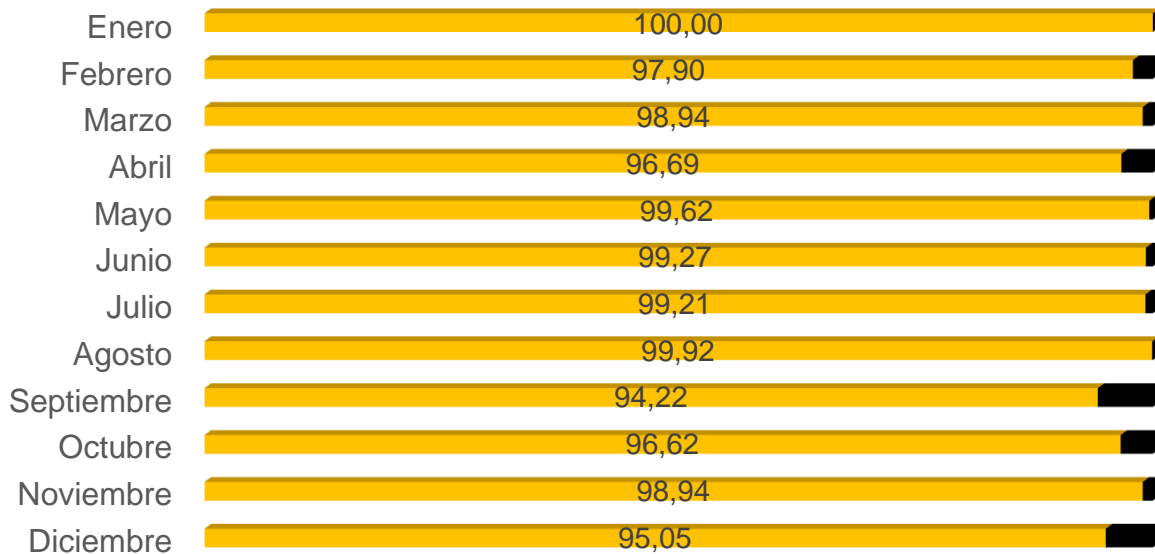 Enero 100,00
Febrero 97,90
Marzo 98,94
Abril 96,69
Mayo 99,62
Junio 99,27
Julio 99,21
Agosto 99,92
Septiembre 94,22
Octubre 96,62
Noviembre 98,94
Diciembre 95,05